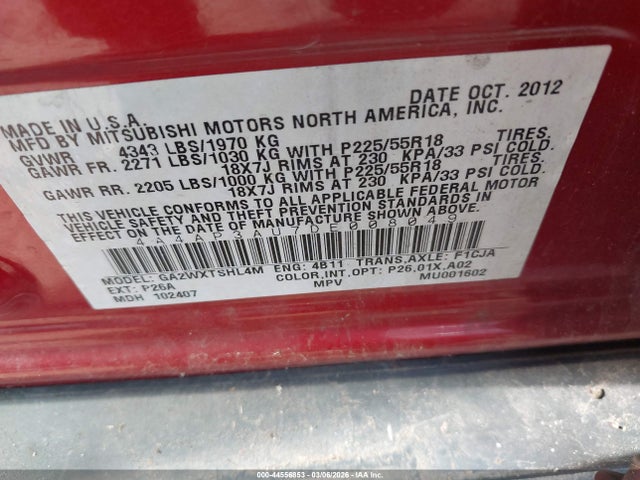 MADE IN U.S.A. DATE OCT. 2012
MFD BY MITSUBISHI MOTORS NORTH AMERICA, INC.
GVWR 4343 LBS/1970 KG
GAWR FR. 2271 LBS/1030 KG WITH P225/55R18 TIRES.
18X7J RIMS AT 230 KPA/33 PSI COLD.
GAWR RR. 2205 LBS/1000 KG WITH P225/55R18 TIRES.
18X7J RIMS AT 230 KPA/33 PSI COLD.
THIS VEHICLE CONFORMS TO ALL APPLICABLE FEDERAL MOTOR
VEHICLE SAFETY AND THEFT PREVENTION STANDARDS IN
EFFECT ON THE DATE OF MANUFACTURE SHOWN ABOVE.
MODEL: GA2WXTSHL4M ENG: 4B11 TRANS,AXLE: F1CJA
EXT: P26A COLOR,INT,OPT: P26,01X,A02
MDH 102407 MPV MU001602
000-44556853 - 03/06/2026 - IAA, Inc.